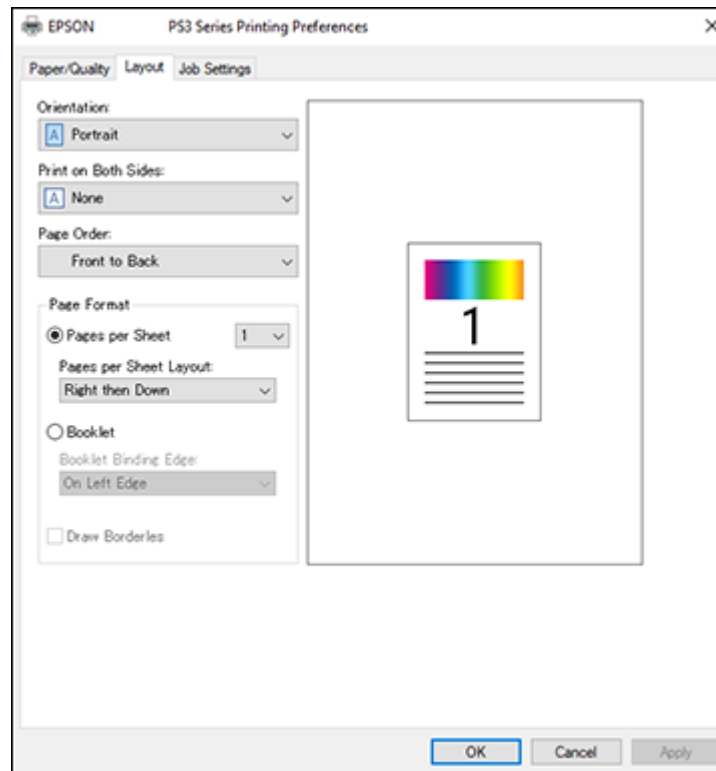 EPSON PS3 Series Printing Preferences
Paper/Quality Layout Job Settings
Orientation:
A Portrait
Print on Both Sides:
A None
Page Order:
Front to Back
Page Format
Pages per Sheet 1
Pages per Sheet Layout:
Right then Down
Booklet
Booklet Binding Edge:
On Left Edge
Draw Borderles
1
OK Cancel Apply